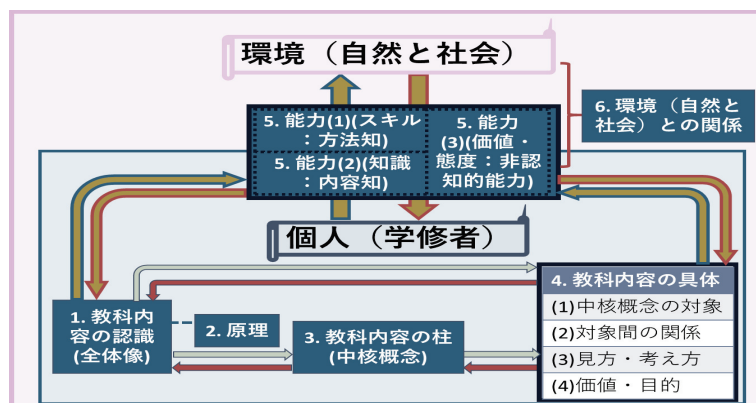 環境（自然と社会）
5. 能力(1)(スキル
：方法知)
5. 能力(2)(知識
：内容知)
5. 能力
(3)(価値・
態度：非認
知的能力)
6. 環境（自然と
社会）との関係
個人（学修者）
1. 教科内
容の認識
(全体像)
2. 原理
3. 教科内容の柱
(中核概念)
4. 教科内容の具体
(1)中核概念の対象
(2)対象間の関係
(3)見方・考え方
(4)価値・目的